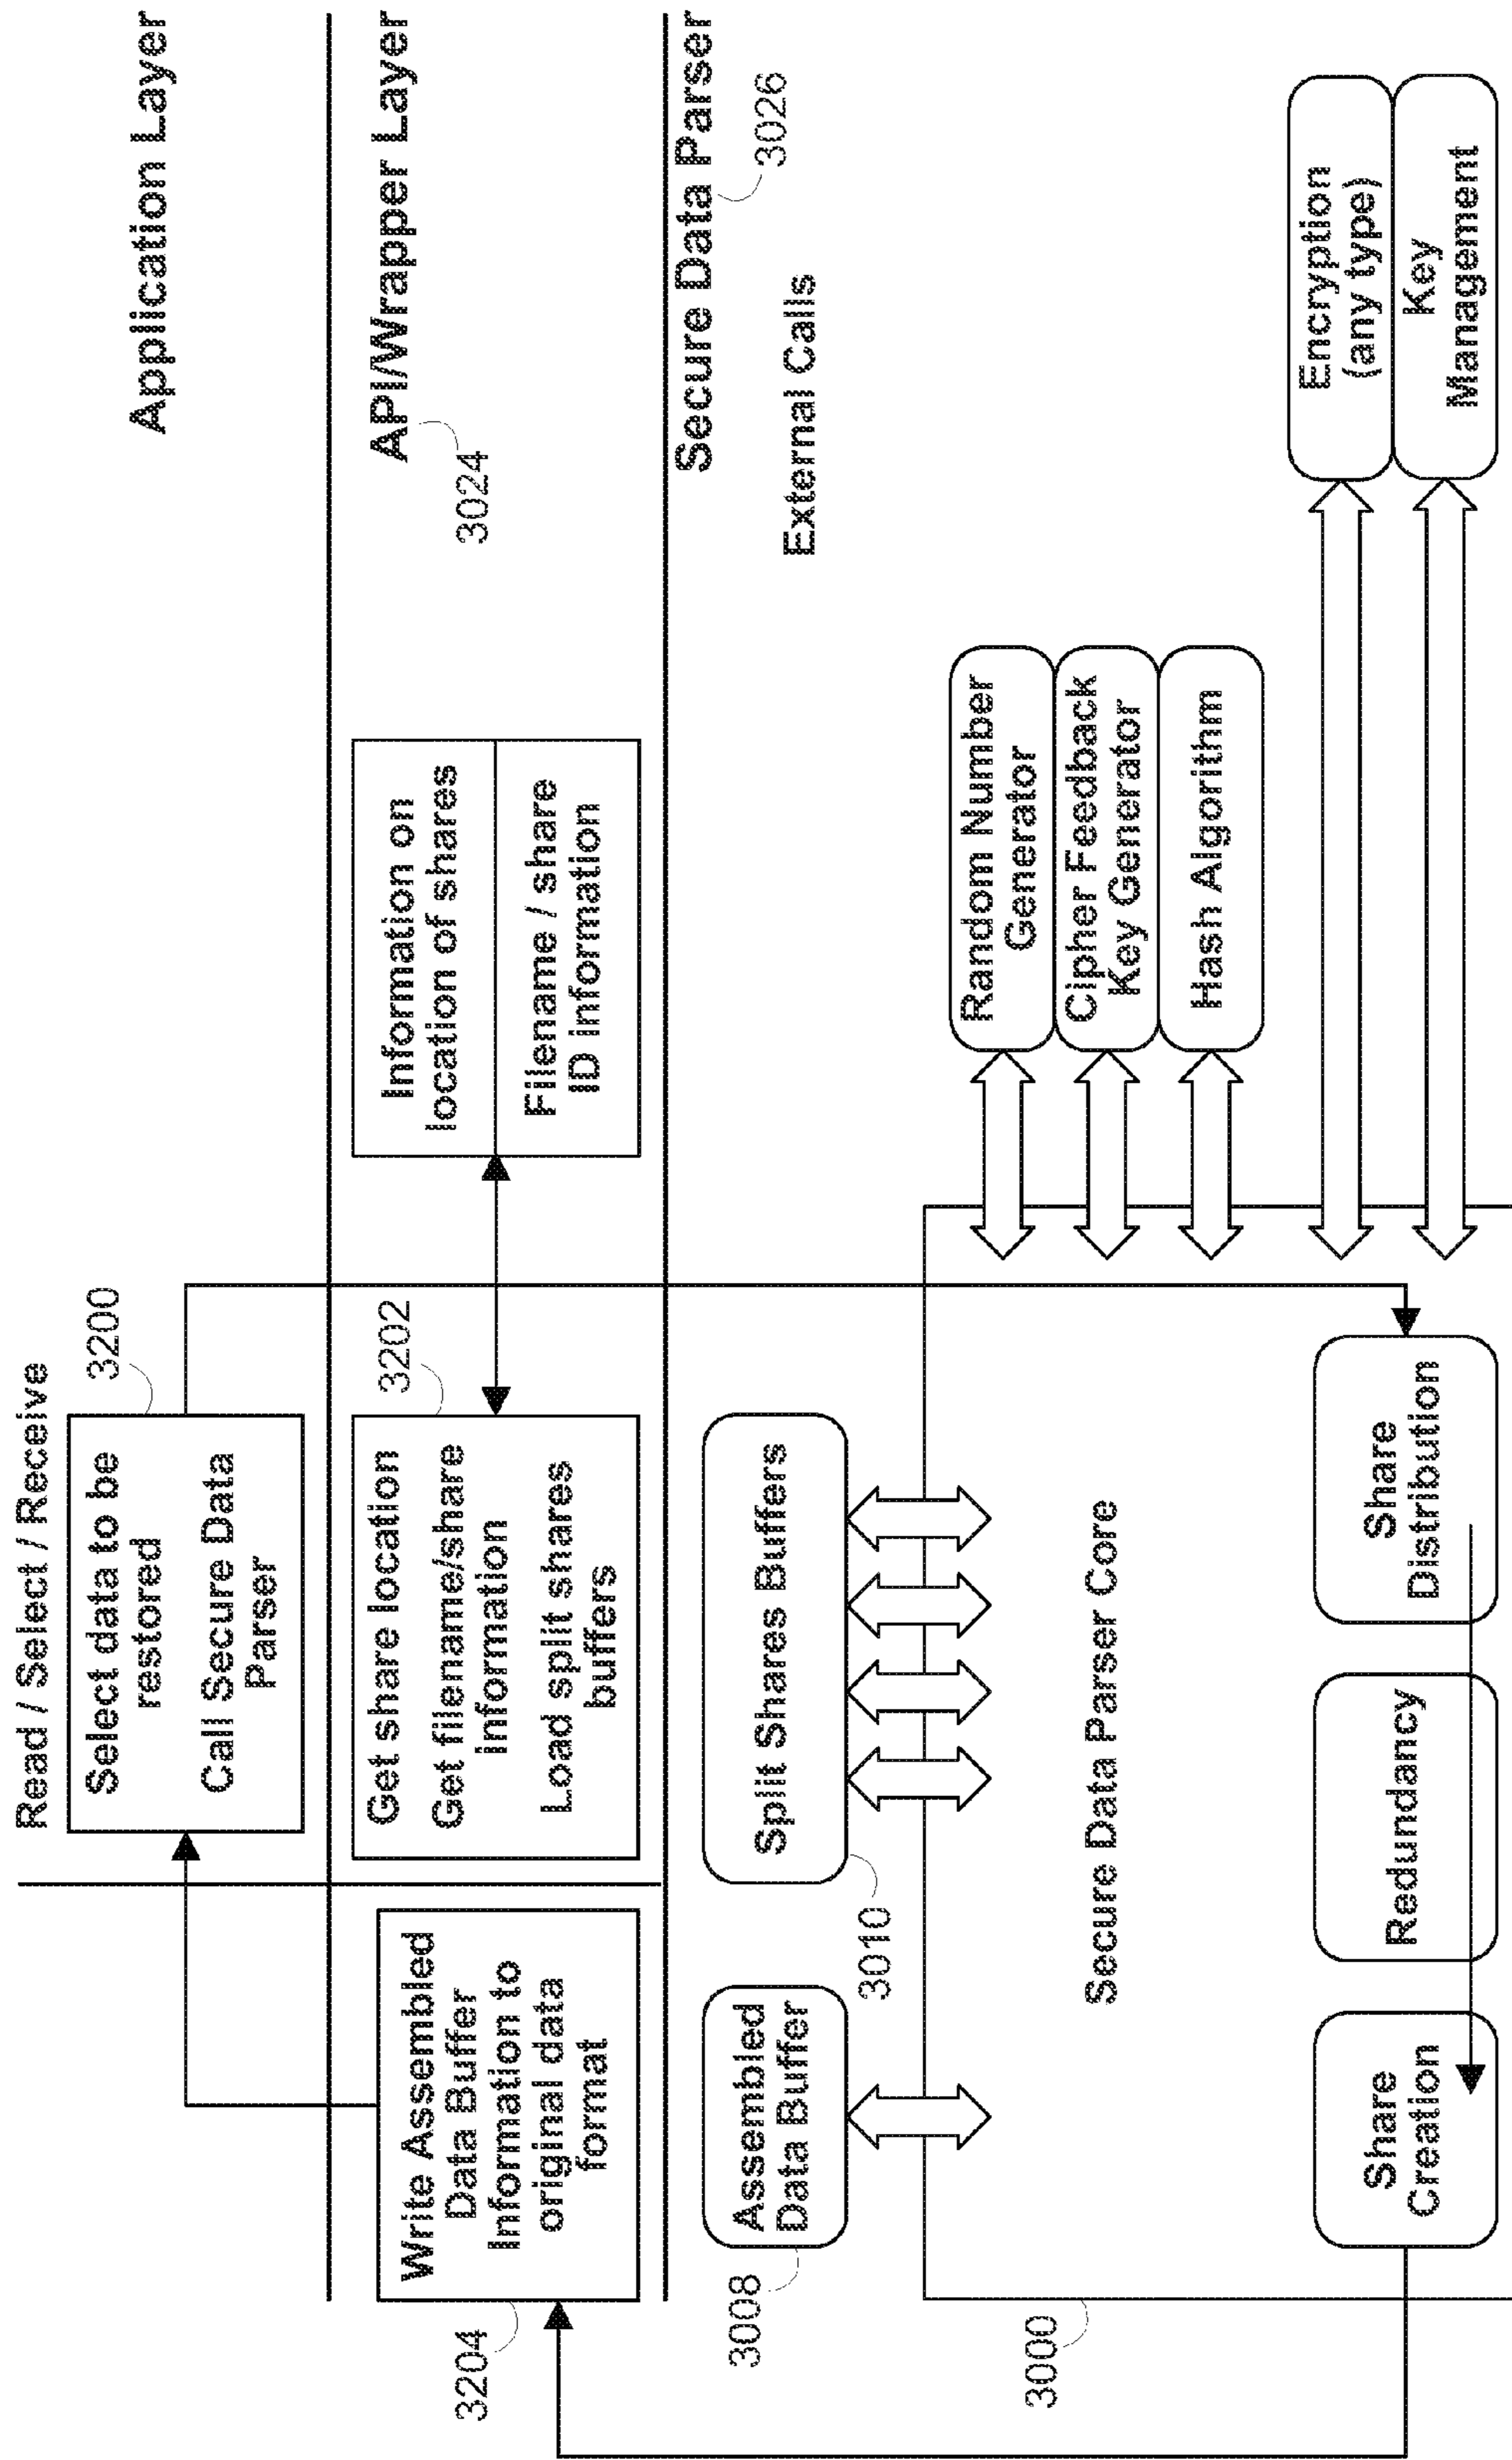 Read / Select / Receive
Application Layer
3200
Select data to be
restored
Call Secure Data
Parser
API/Wrapper Layer
3024
3204
Write Assembled
Data Buffer
Information to
original data
format
3202
Get share location
Get filename/share
information
Load split shares
buffers
Information on
location of shares
Filename / share
ID information
Secure Data Parser
3026
External Calls
3008
Assembled
Data Buffer
3010
Split Shares Buffers
3000
Secure Data Parser Core
Random Number
Generator
Cipher Feedback
Key Generator
Hash Algorithm
Encryption
(any type)
Key
Management
Share
Creation
Redundancy
Share
Distribution